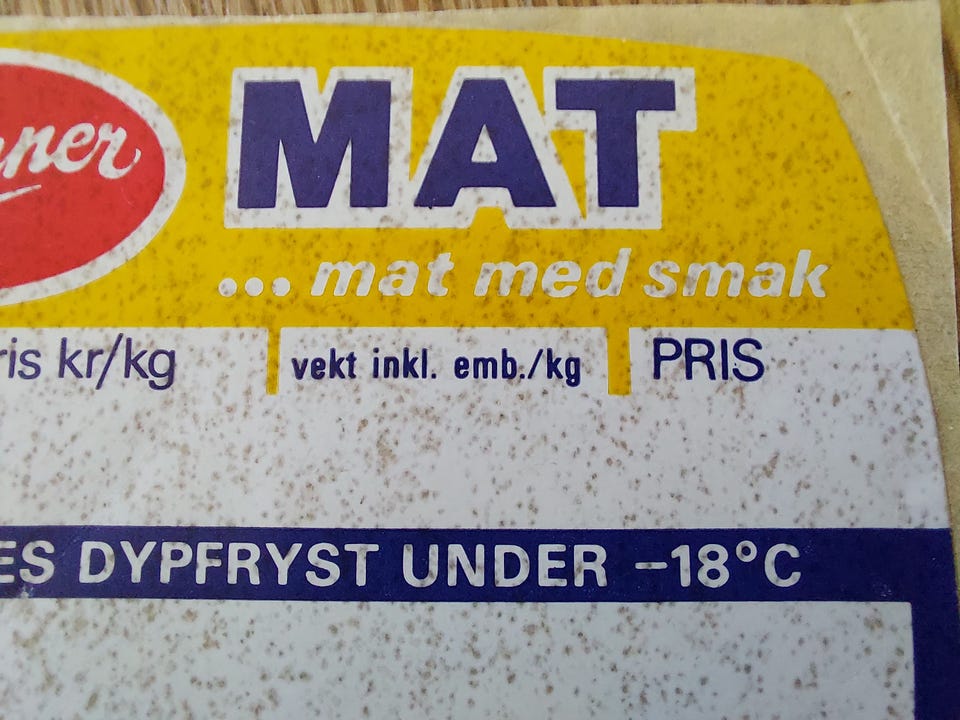 MAT
... mat med smak
ris kr/kg vekt inkl. emb./kg PRIS
ES DYPFRYST UNDER –18°C